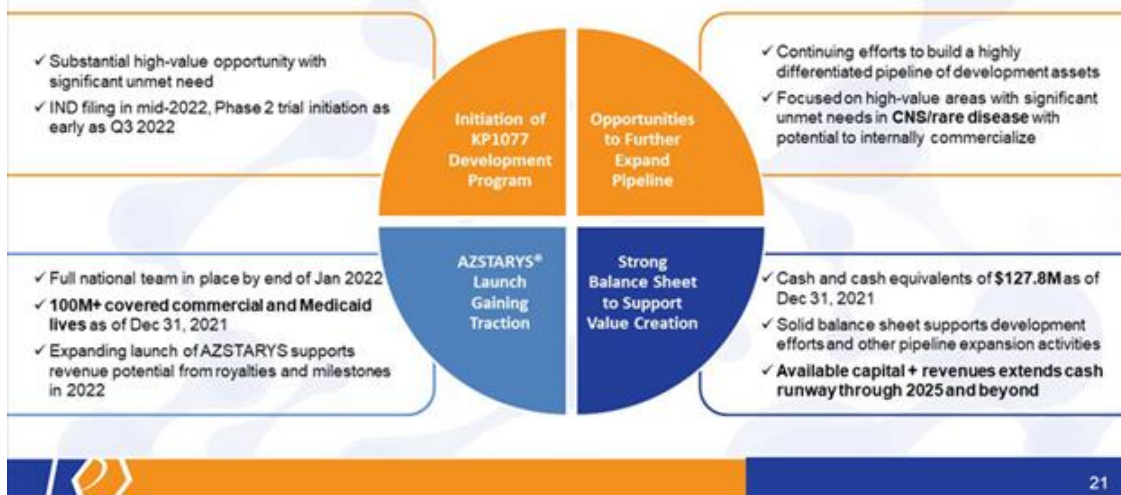 ✓ Substantial high-value opportunity with
significant unmet need
✓ IND filing in mid-2022, Phase 2 trial initiation as
early as Q3 2022
Initiation of
KP1077
Development
Program
Opportunities
to Further
Expand
Pipeline
✓ Continuing efforts to build a highly
differentiated pipeline of development assets
✓ Focused on high-value areas with significant
unmet needs in CNS/rare disease with
potential to internally commercialize
✓ Full national team in place by end of Jan 2022
✓ 100M+ covered commercial and Medicaid
lives as of Dec 31, 2021
✓ Expanding launch of AZSTARYS supports
revenue potential from royalties and milestones
in 2022
AZSTARYS®
Launch
Gaining
Traction
Strong
Balance Sheet
to Support
Value Creation
✓ Cash and cash equivalents of $127.8M as of
Dec 31, 2021
✓ Solid balance sheet supports development
efforts and other pipeline expansion activities
✓ Available capital + revenues extends cash
runway through 2025 and beyond
21